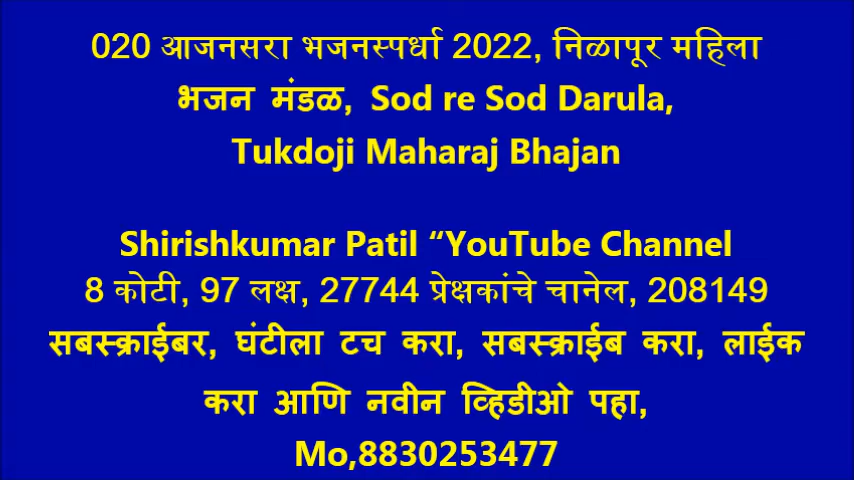 020 आजनसरा भजनस्पर्धा 2022, निळापूर महिला
भजन मंडळ, Sod re Sod Darula,
Tukdoji Maharaj Bhajan
Shirishkumar Patil “YouTube Channel
8 कोटी, 97 लक्ष, 27744 प्रेक्षकांचे चानेल, 208149
सबस्क्राईबर, घंटीला टच करा, सबस्क्राईब करा, लाईक
करा आणि नवीन व्हिडीओ पहा,
Mo,8830253477